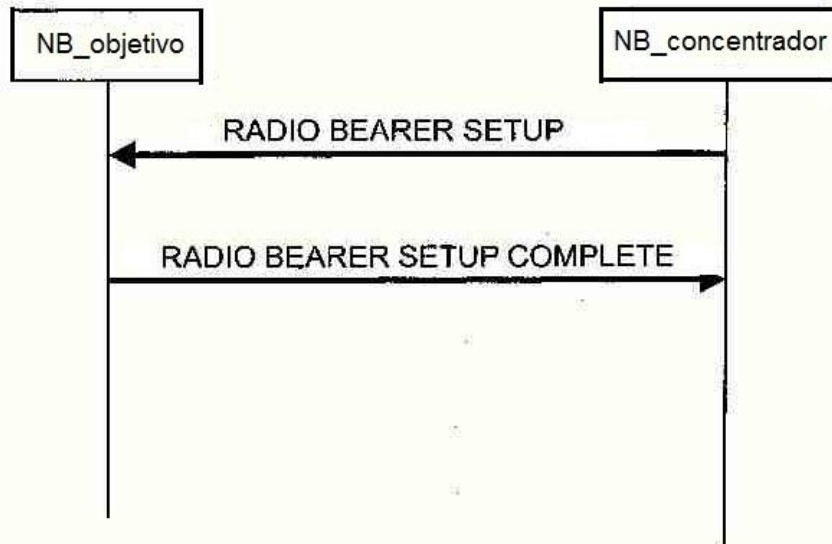 NB_objetivo
NB_concentrador
RADIO BEARER SETUP
RADIO BEARER SETUP COMPLETE